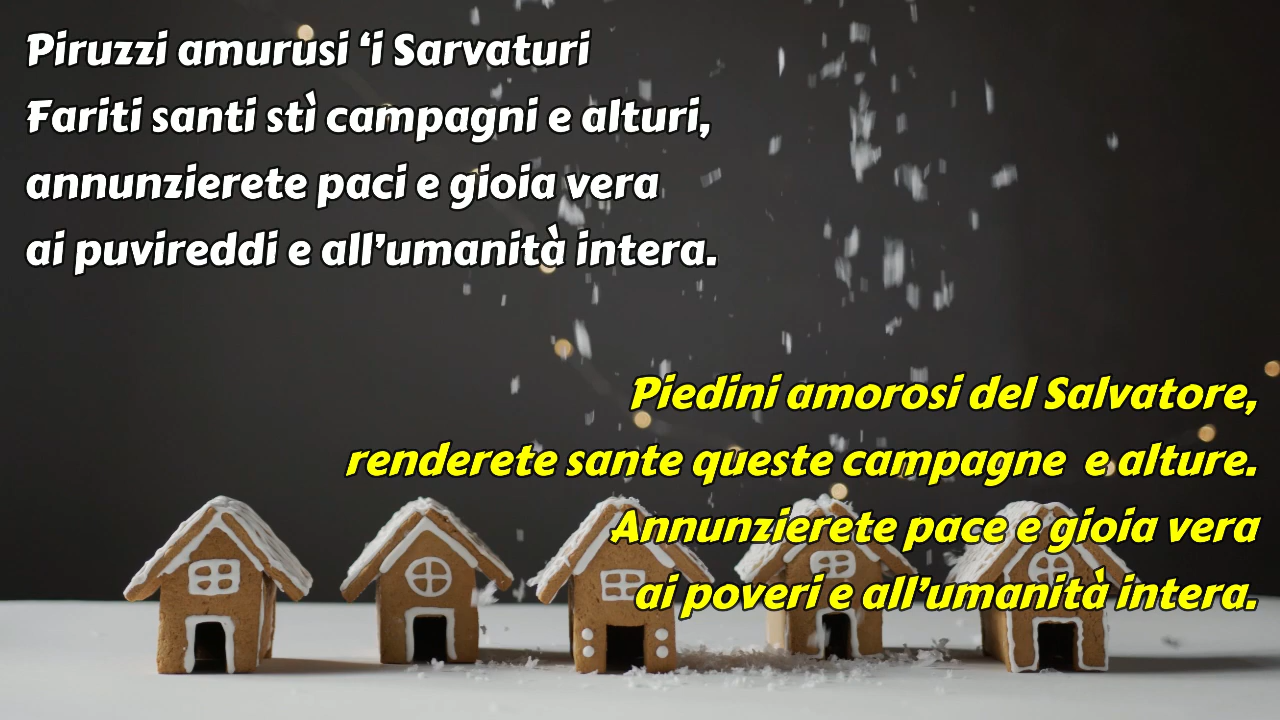 Piruzzi amurusi ‘i Sarvaturi
Fariti santi stì campagni e alturi,
annunzierete paci e gioia vera
ai puvireddi e all’umanità intera.
Piedini amorosi del Salvatore,
renderete sante queste campagne e alture.
Annunzierete pace e gioia vera
ai poveri e all’umanità intera.